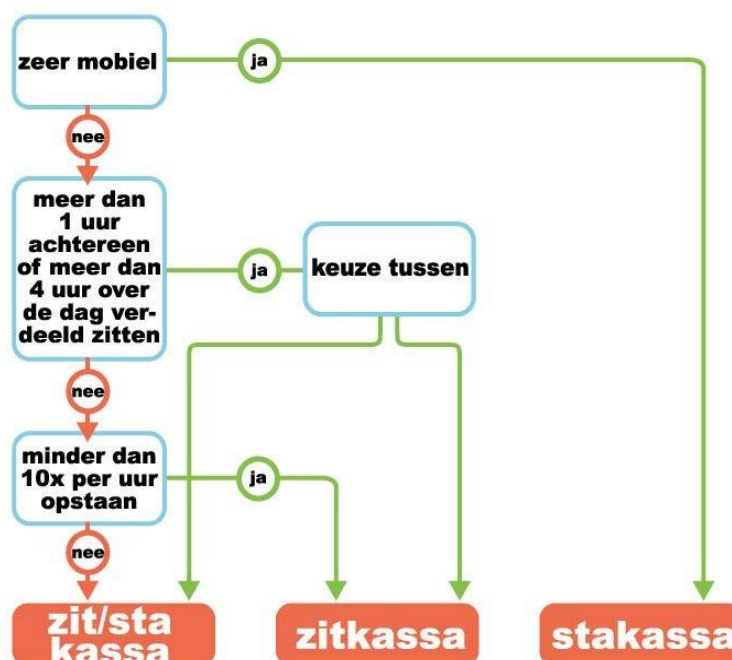 zeer mobiel
ja
nee
meer dan
1 uur
achtereen
of meer dan
4 uur over
de dag ver-
deeld zitten
ja
keuze tussen
nee
minder dan
10x per uur
opstaan
ja
nee
zit/sta
kassa
zitkassa
stakassa